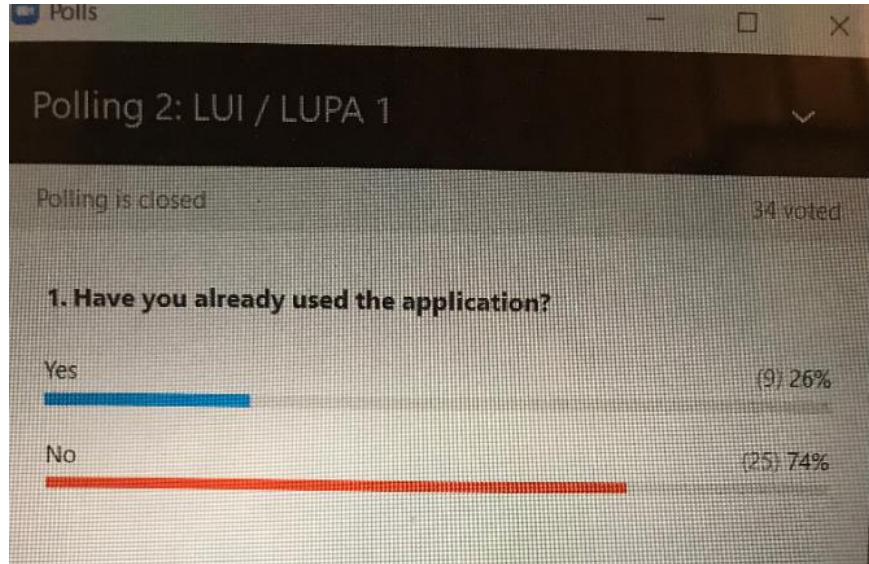 Polls
Polling 2: LUI / LUPA 1
Polling is closed 34 voted
1. Have you already used the application?
Yes (9) 26%
No (25) 74%